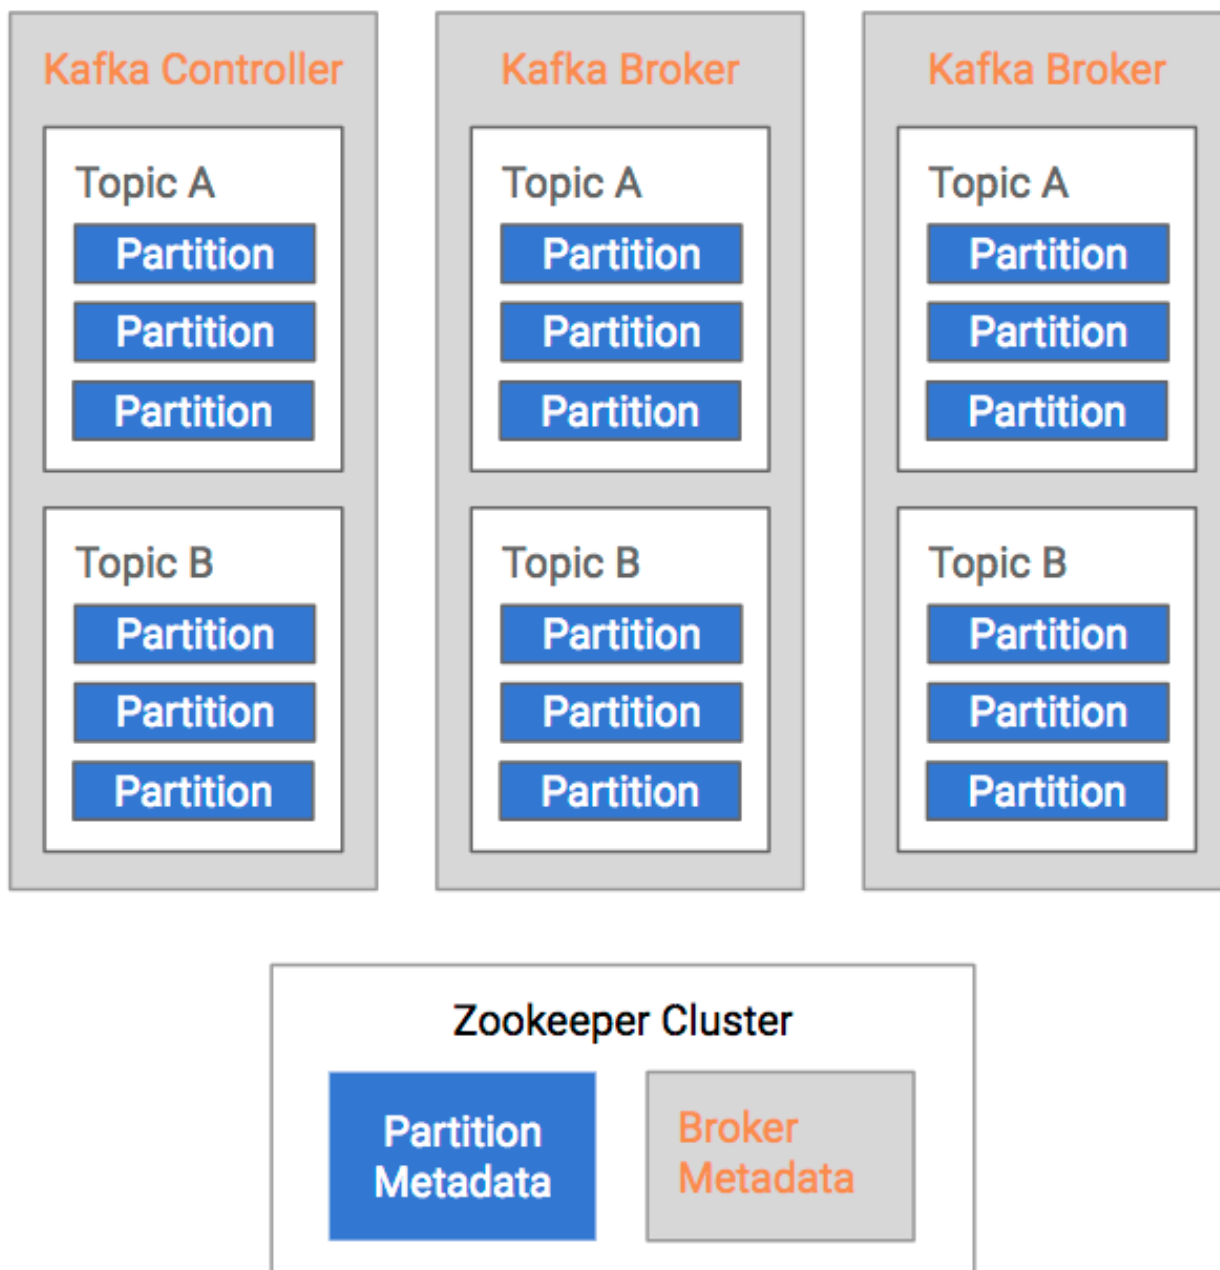 Kafka Controller
Topic A
Partition
Partition
Partition
Topic B
Partition
Partition
Partition
Kafka Broker
Topic A
Partition
Partition
Partition
Topic B
Partition
Partition
Partition
Kafka Broker
Topic A
Partition
Partition
Partition
Topic B
Partition
Partition
Partition
Zookeeper Cluster
Partition
Metadata
Broker
Metadata